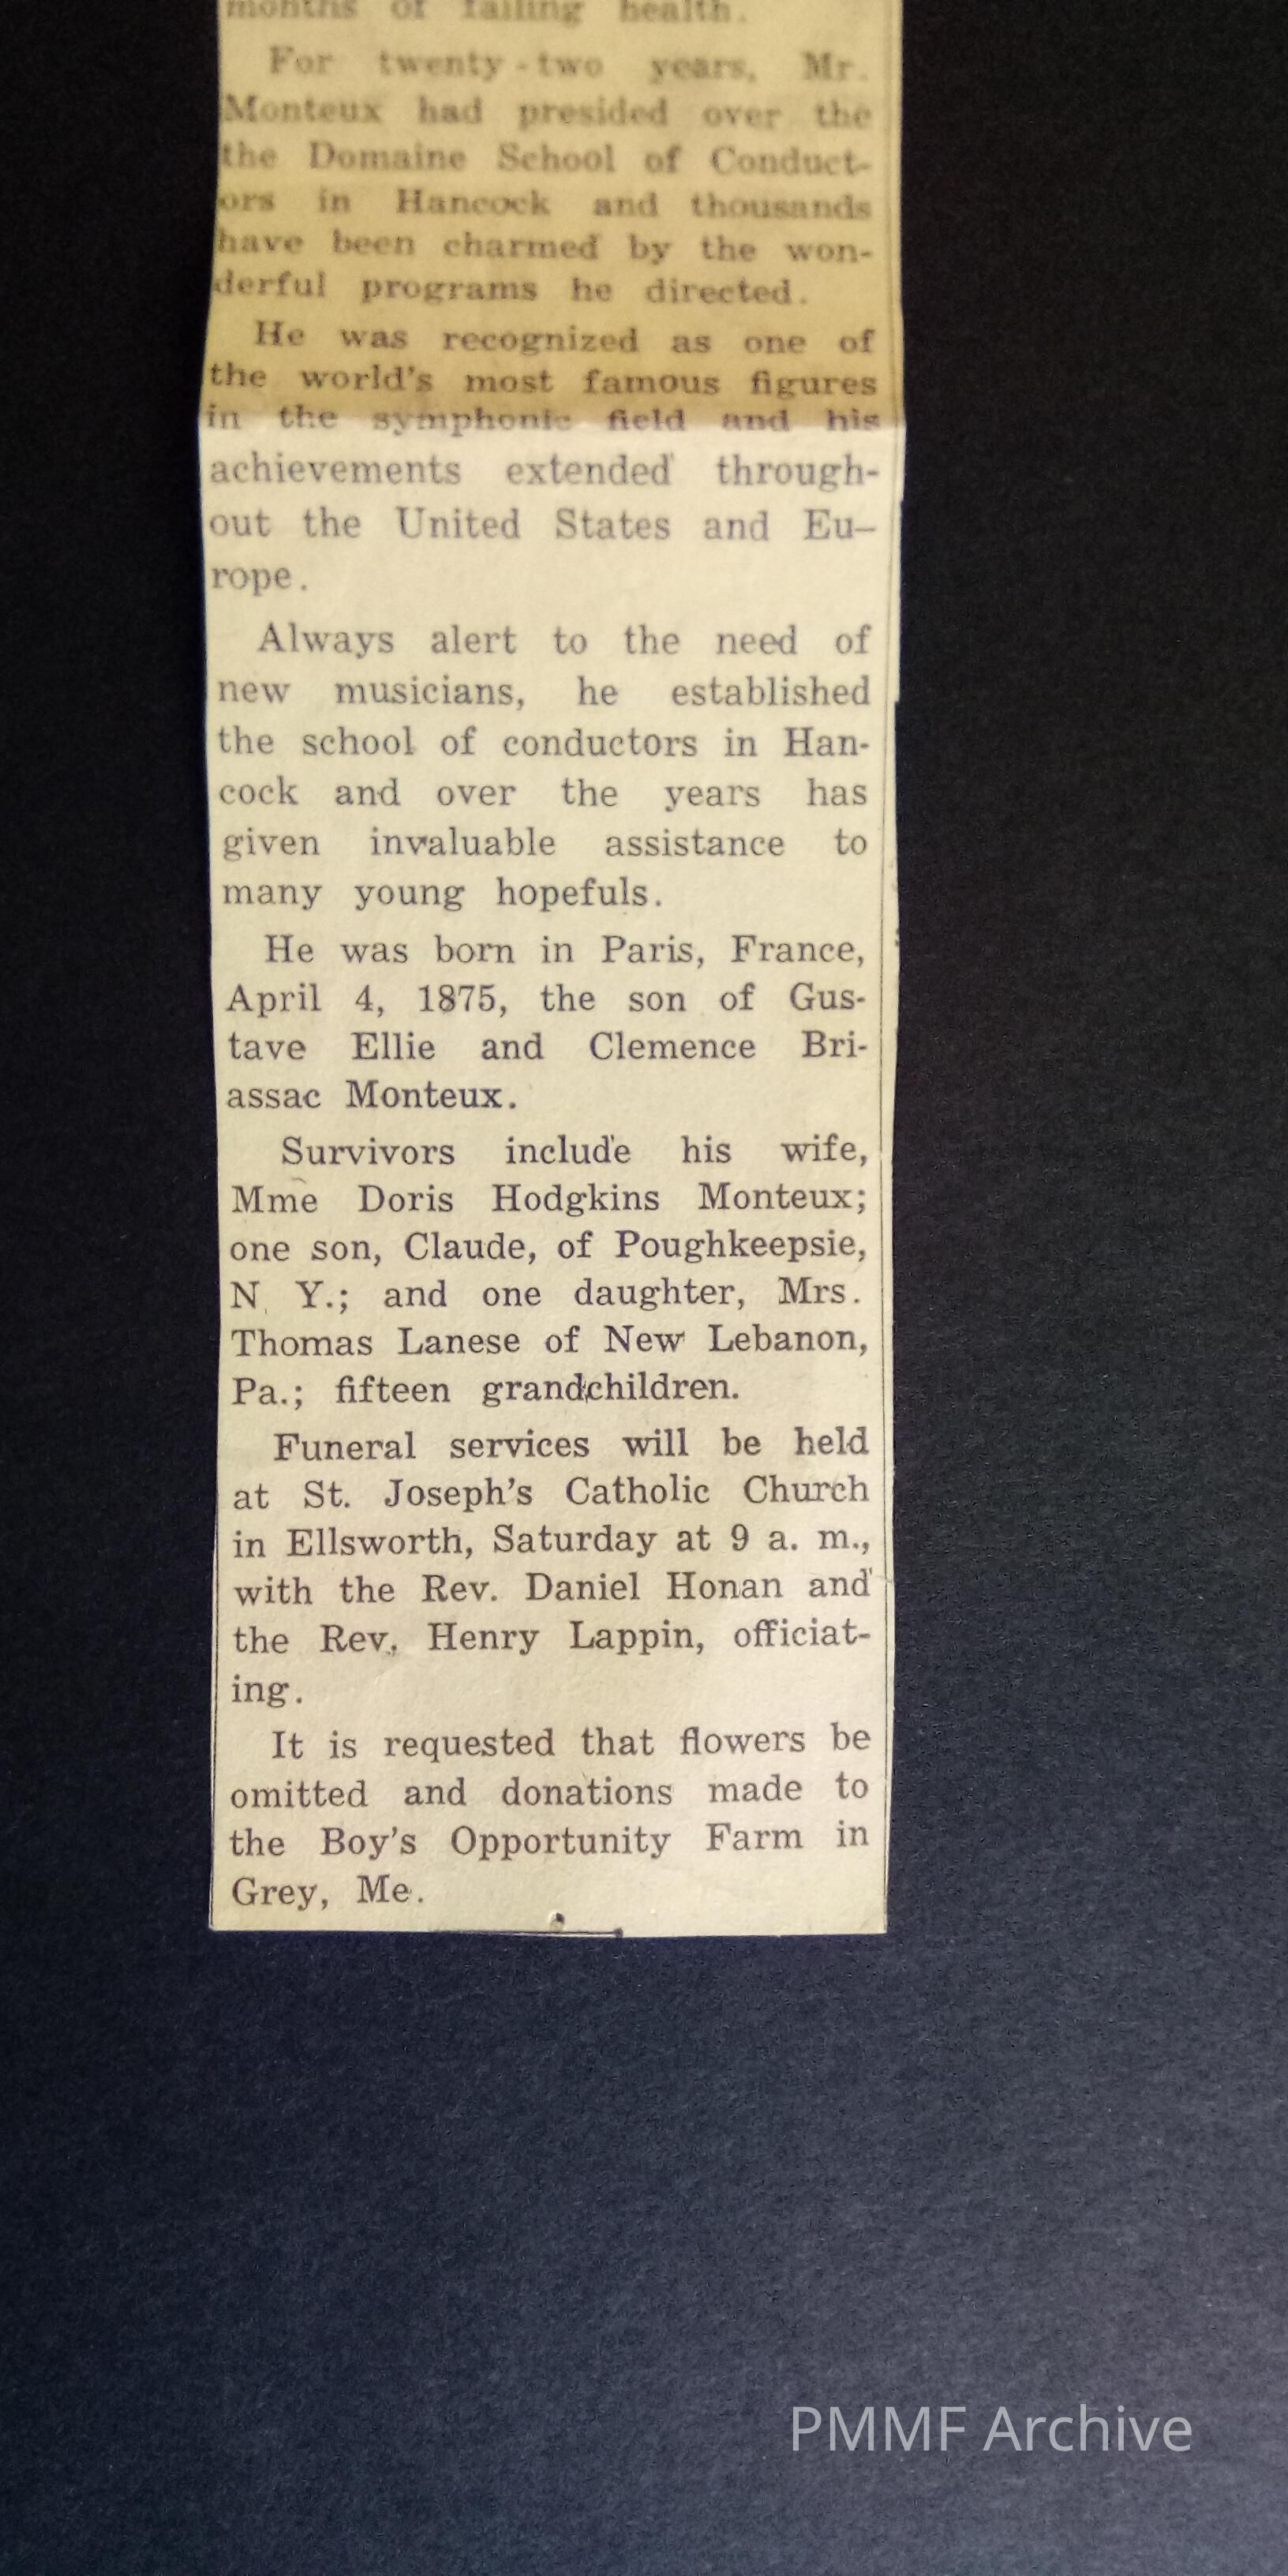 months of failing health.
For twenty-two years, Mr.
Monteux had presided over the
the Domaine School of Conduct-
ors in Hancock and thousands
have been charmed by the won-
derful programs he directed.
He was recognized as one of
the world's most famous figures
in the symphonic field and his
achievements extended through-
out the United States and Eu-
rope.
Always alert to the need of
new musicians, he established
the school of conductors in Han-
cock and over the years has
given invaluable assistance to
many young hopefuls.
He was born in Paris, France,
April 4, 1875, the son of Gus-
tave Ellie and Clemence Bri-
assac Monteux.
Survivors include his wife,
Mme Doris Hodgkins Monteux;
one son, Claude, of Poughkeepsie,
N. Y.; and one daughter, Mrs.
Thomas Lanese of New Lebanon,
Pa.; fifteen grandchildren.
Funeral services will be held
at St. Joseph's Catholic Church
in Ellsworth, Saturday at 9 a. m.,
with the Rev. Daniel Honan and
the Rev. Henry Lappin, officiat-
ing.
It is requested that flowers be
omitted and donations made to
the Boy's Opportunity Farm in
Grey, Me.
PMMF Archive